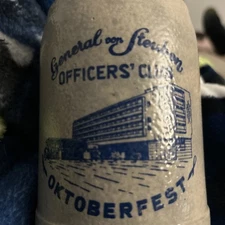 General von Steuben
OFFICERS' CLUB
OKTOBERFEST